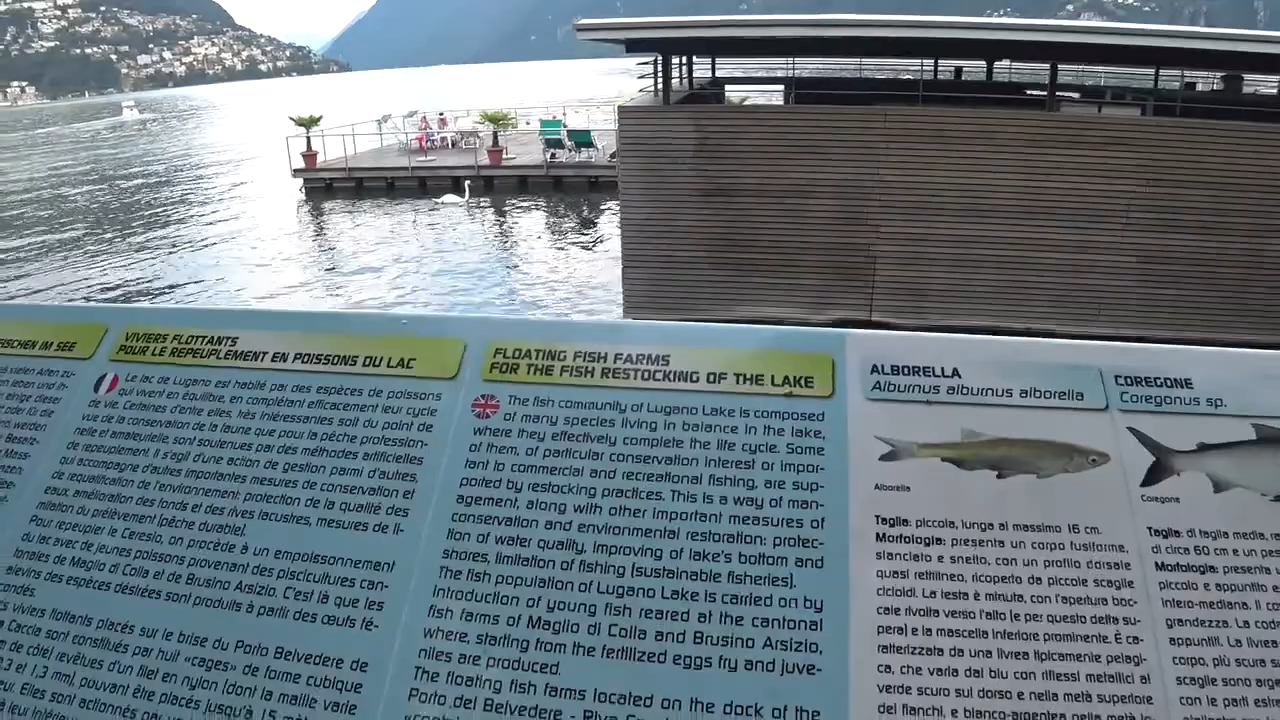 ISCHEN IM SEE
VIVIERS FLOTTANTS
POUR LE REPEUPLEMENT EN POISSONS DU LAC
Le lac de Lugano est habité par des espèces de poissons
qui vivent en équilibre, en complétant efficacement leur cycle
de vie. Certaines d'entre elles, très intéressantes soit du point de
vue de la conservation de la faune que pour la pêche profession-
nelle et amateurielle, sont soutenues par des méthodes artificielles
de repeuplement. Il s'agit d'une action de gestion parmi d'autres,
qui accompagne d'autres importantes mesures de conservation et
de requalification de l'environnement: protection de la qualité des
eaux, amélioration des fonds et des rives lacustres, mesures de li-
mitation du prélèvement (pêche durable).
Pour repeupler le Ceresio, on procède à un empoissonnement
du lac avec de jeunes poissons provenant des piscicultures can-
tonales de Maglio di Colla et de Brusino Arsizio. C'est là que les
alevins des espèces désirées sont produits à partir des œufs fé-
condés.
viviers flottants placés sur le brise du Porto Belvedere de
Caccia sont constitués par huit «cages» de forme cubique
de côté revêtues d'un filet en nylon (dont la maille varie
et 1,3 mm), pouvant être placés jusqu'à 15
Elles sont actionnées
FLOATING FISH FARMS
FOR THE FISH RESTOCKING OF THE LAKE
The fish community of Lugano Lake is composed
of many species living in balance in the lake,
where they effectively complete the life cycle. Some
of them, of particular conservation interest or impor-
tant to commercial and recreational fishing, are sup-
ported by restocking practices. This is a way of man-
agement, along with other important measures of
conservation and environmental restoration: protec-
tion of water quality, improving of lake's bottom and
shores, limitation of fishing (sustainable fisheries).
The fish population of Lugano Lake is carried on by
introduction of young fish reared at the cantonal
fish farms of Maglio di Colla and Brusino Arsizio,
where, starting from the fertilized eggs fry and juve-
niles are produced.
The floating fish farms located on the dock of the
Porto del Belvedere - Riva
ALBORELLA
Alburnus alburnus alborella
Alborella
Taglia: piccola, lunga al massimo 16 cm.
Morfologia: presenta un corpo fusiforme,
slanciato e snello, con un profilo dorsale
quasi rettilineo, ricoperto da piccole scaglie
cicloidi. La testa è minuta, con l'apertura boc-
cale rivolta verso l'alto (e per questo detta su-
pera) e la mascella inferiore prominente. È ca-
ratterizzata da una livrea tipicamente pelagi-
ca, che varia dal blu con riflessi metallici al
verde scuro sul dorso e nella metà superiore
dei fianchi, e bianco-argentea nella metà
COREGONE
Coregonus sp.
Coregone
Taglia: di taglia media,
di circa 60 cm e un
Morfologia: presenta
piccolo e appuntito e
intero-mediana. Il
grandezza. La
appuntiti. La livrea
corpo, più scura
scaglie sono
con le parti